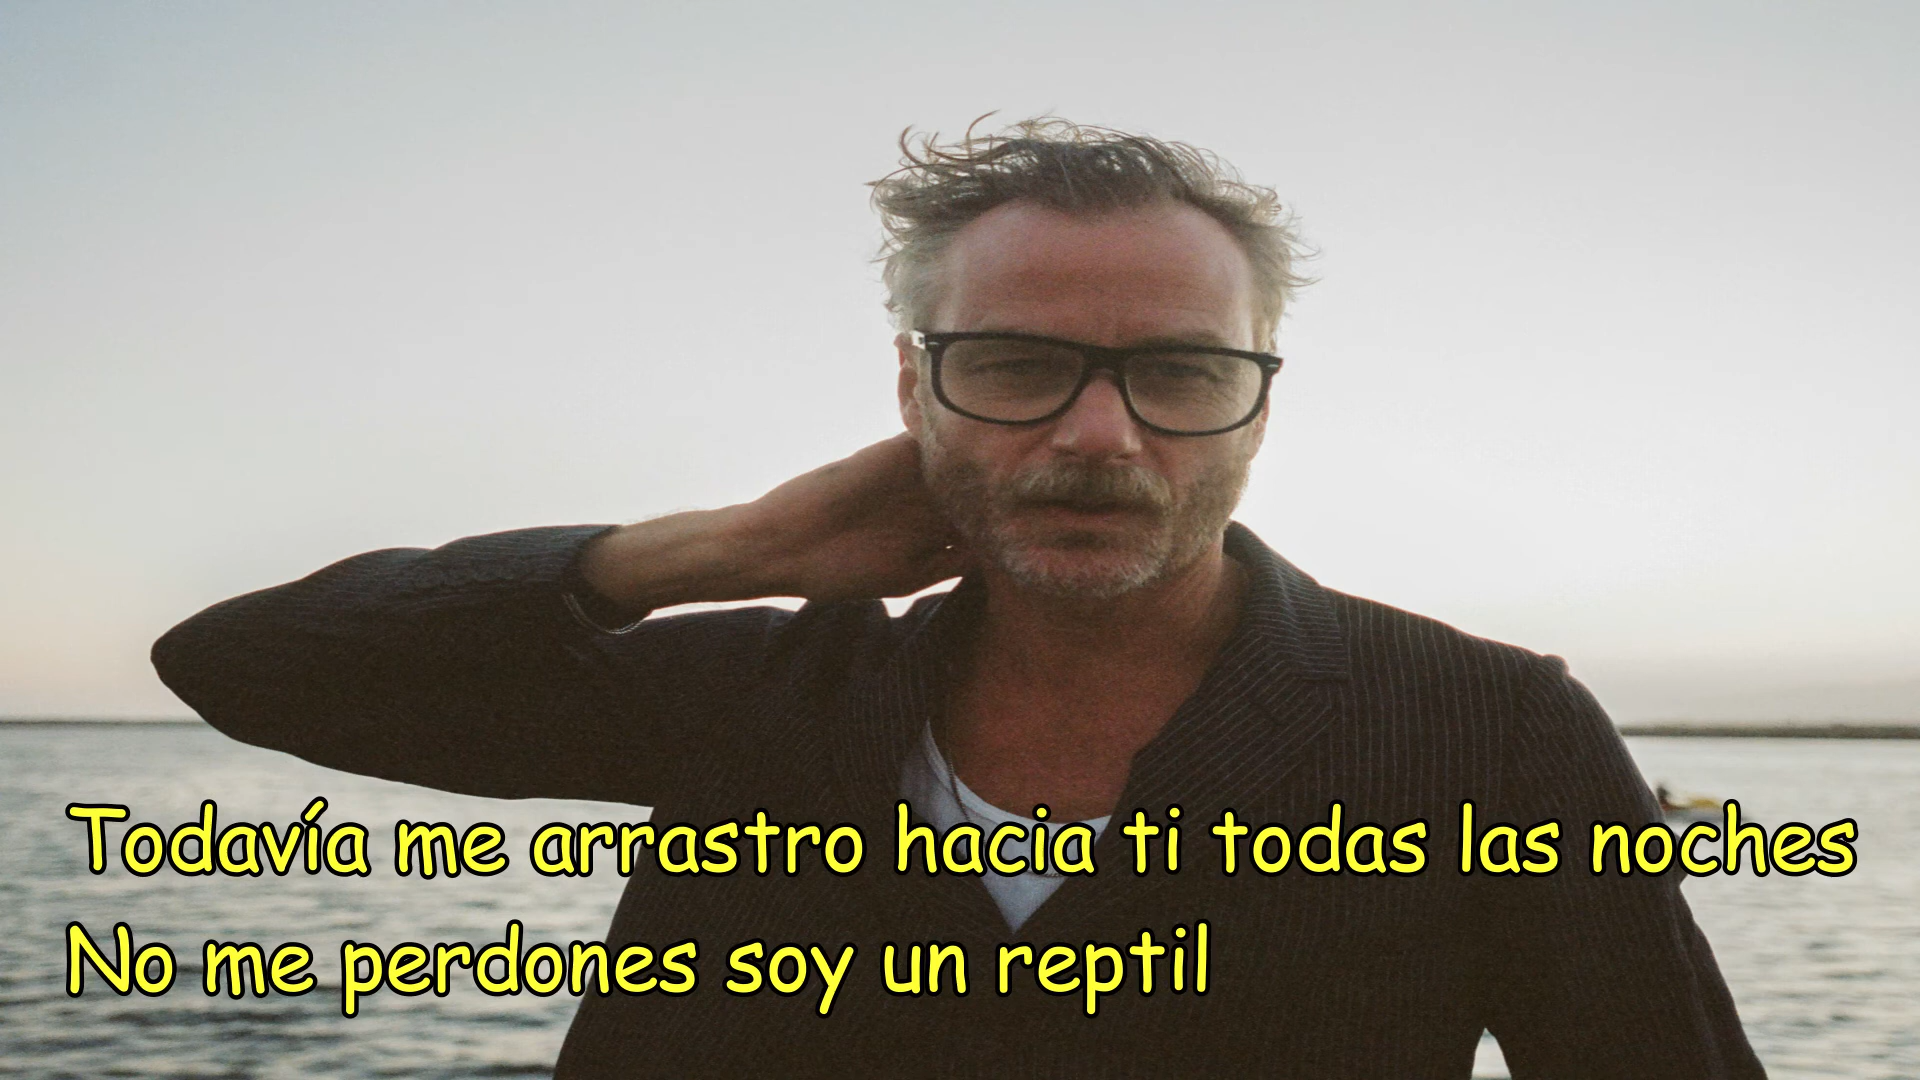 Todavía me arrastro hacia ti todas las noches
No me perdones soy un reptil